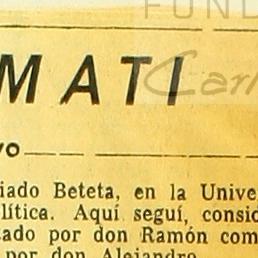 FUND
MATI
Carl
vo
iado Beteta, en la Unive
lítica. Aquí seguí, consid
ado por don Ramón com
por don Alejandro